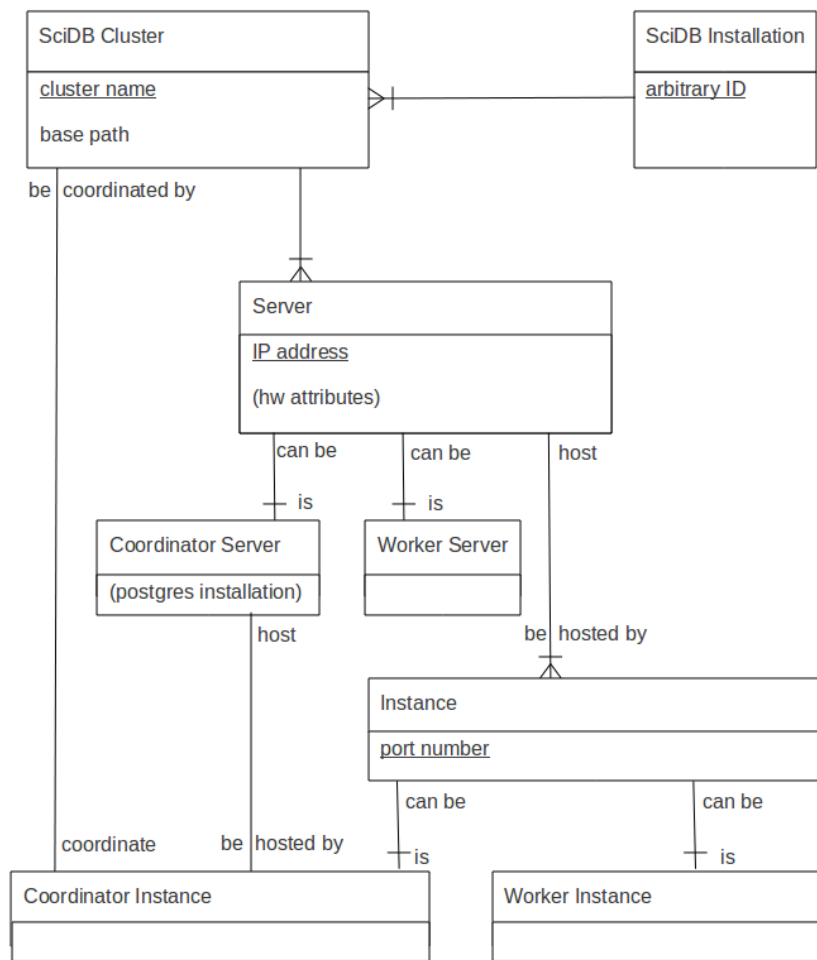 SciDB Cluster
cluster name
base path
SciDB Installation
arbitrary ID
be coordinated by
Server
IP address
(hw attributes)
can be
can be
host
is
is
Coordinator Server
(postgres installation)
Worker Server
host
be hosted by
Instance
port number
can be
can be
coordinate
be hosted by
is
is
Coordinator Instance
Worker Instance